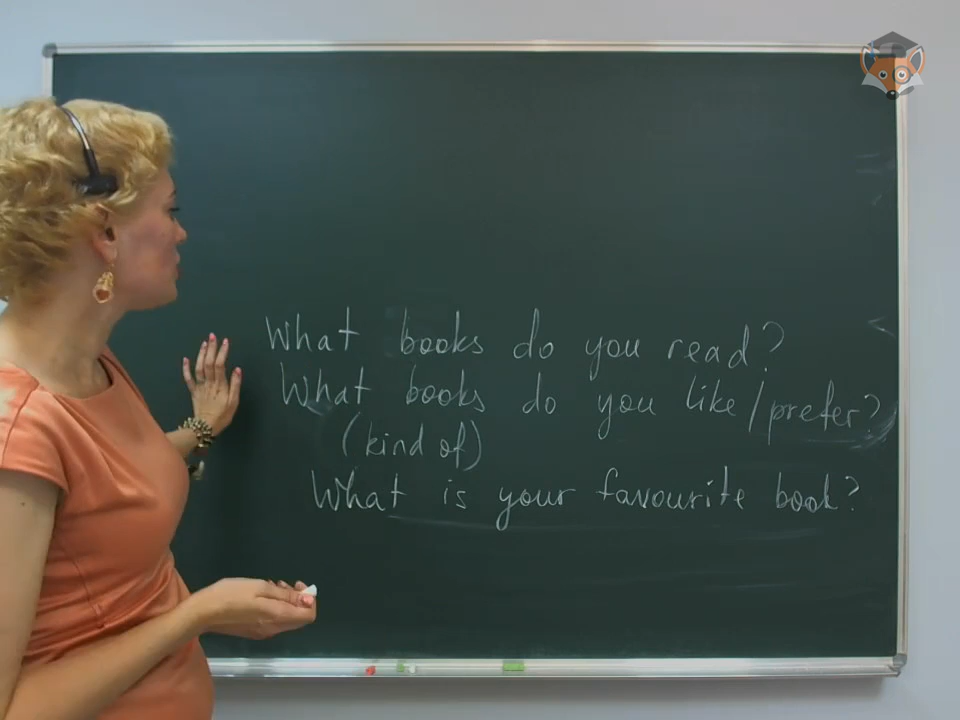 What books do you read?
What books do you like/prefer?
(kind of)
What is your favourite book?